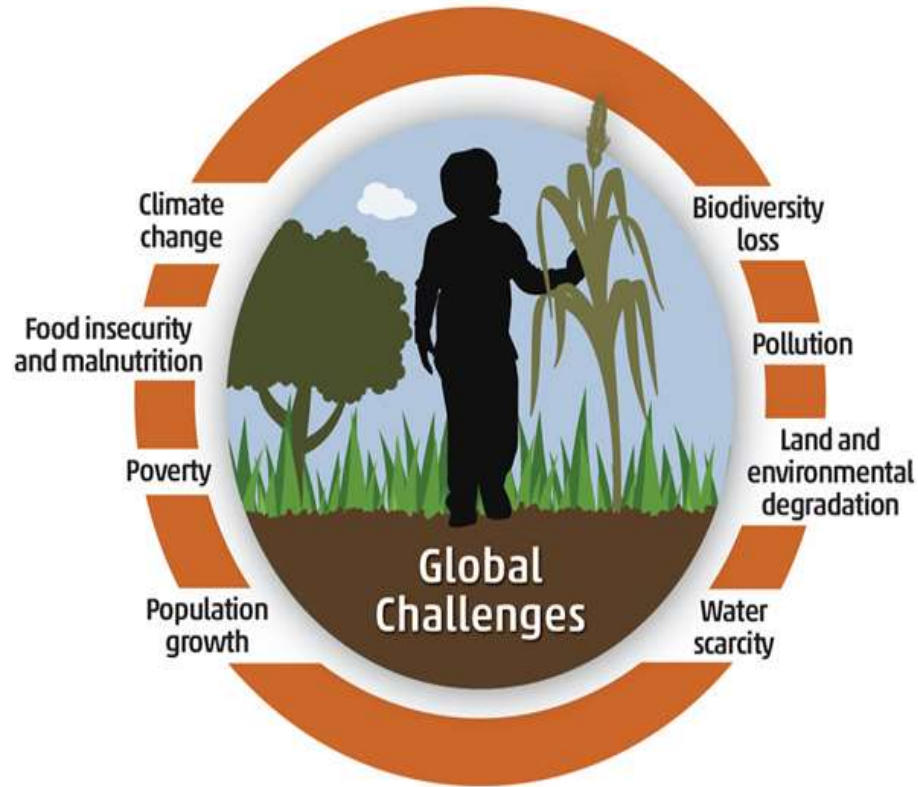 Climate
change
Food insecurity
and malnutrition
Poverty
Population
growth
Biodiversity
loss
Pollution
Land and
environmental
degradation
Water
scarcity
Global
Challenges